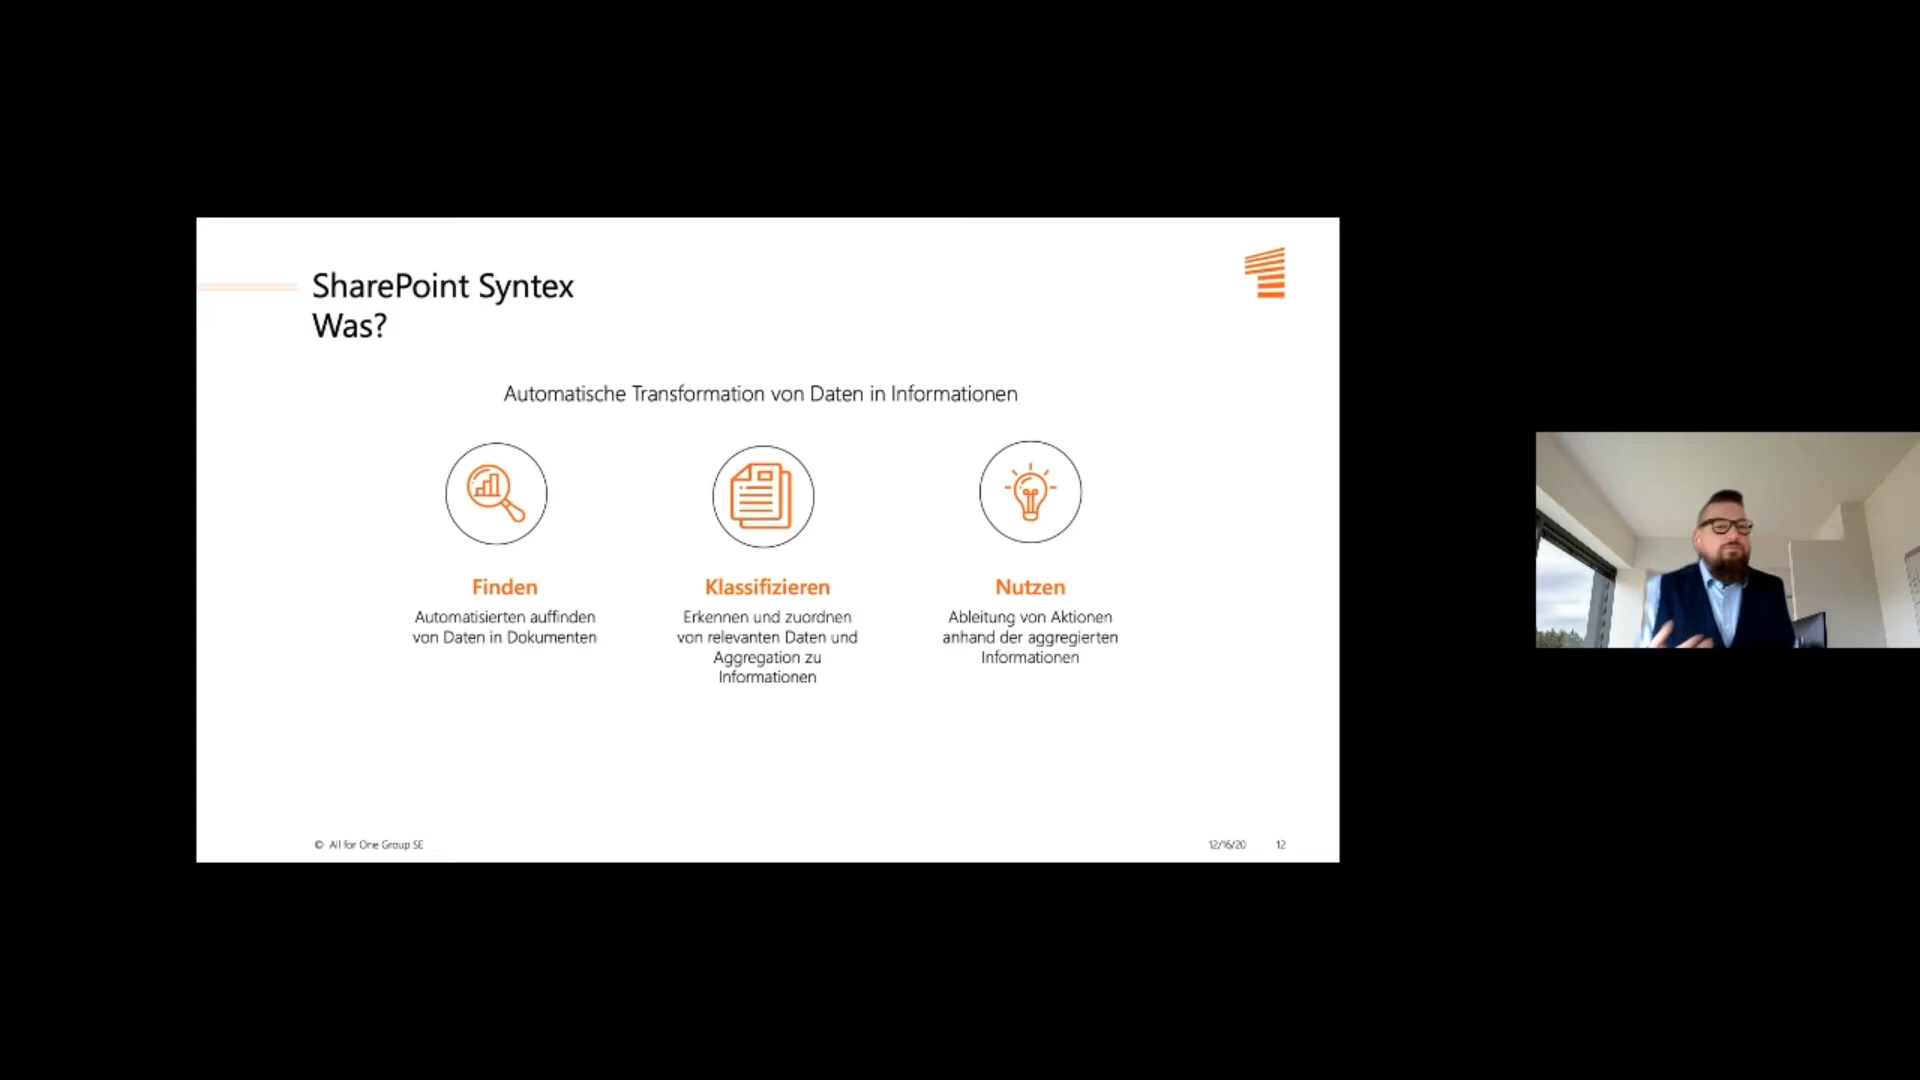 SharePoint Syntex
Was?
Automatische Transformation von Daten in Informationen
Finden
Automatisierten auffinden
von Daten in Dokumenten
Klassifizieren
Erkennen und zuordnen
von relevanten Daten und
Aggregation zu
Informationen
Nutzen
Ableitung von Aktionen
anhand der aggregierten
Informationen
© All for One Group SE
12/16/20 12